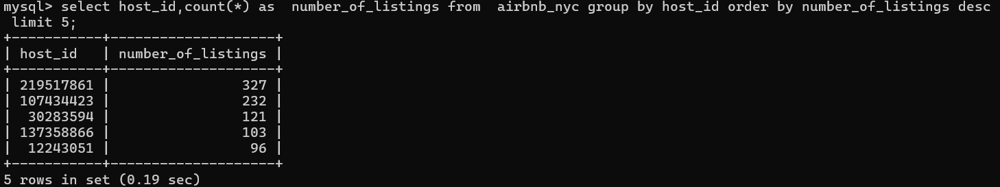 mysql> select host_id,count(*) as  number_of_listings from  airbnb_nyc group by host_id order by number_of_listings desc
 limit 5;
+-----------+--------------------+
| host_id   | number_of_listings |
+-----------+--------------------+
| 219517861 |                327 |
| 107434423 |                232 |
|  30283594 |                121 |
| 137358866 |                103 |
|  12243051 |                 96 |
+-----------+--------------------+
5 rows in set (0.19 sec)